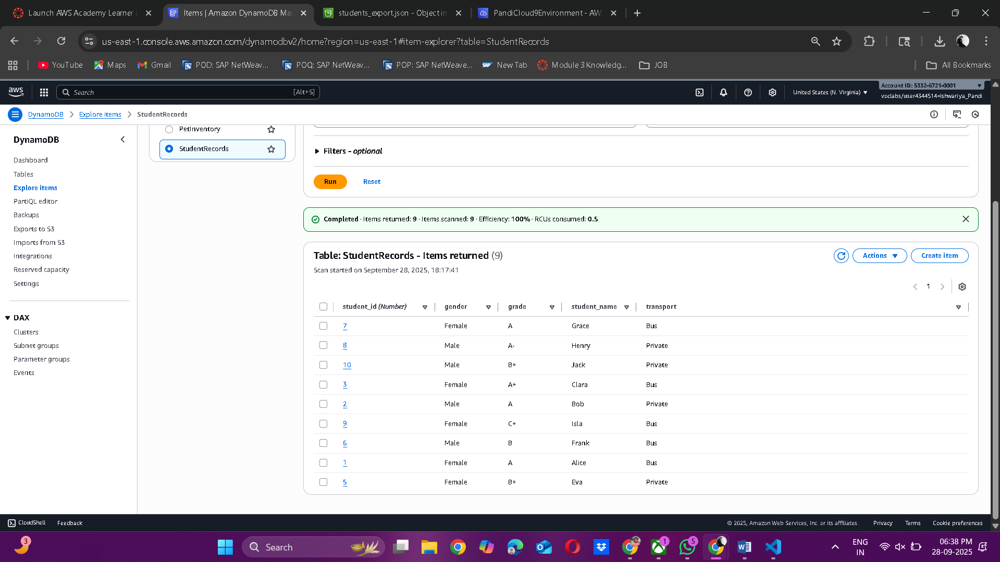 Launch AWS Academy Learner
Items | Amazon DynamoDB Ma
students_export.json - Object in
PandiCloud9Environment - AW
us-east-1.console.aws.amazon.com/dynamodbv2/home?region=us-east-1#item-explorer?table=StudentRecords
YouTube
Maps
Gmail
POD: SAP NetWeav...
POQ: SAP NetWeav...
POP: SAP NetWeave...
SAP New Tab
Module 3 Knowledg...
JOB
All Bookmarks
aws
Search
[Alt+S]
United States (N. Virginia)
Account ID: 5332-6721-0001
voclabs/user4344514=Ishwariya_Pandi
DynamoDB
Explore items
StudentRecords
DynamoDB
Dashboard
Tables
Explore items
PartiQL editor
Backups
Exports to S3
Imports from S3
Integrations
Reserved capacity
Settings
DAX
Clusters
Subnet groups
Parameter groups
Events
PetInventory
StudentRecords
Filters - optional
Run Reset
Completed · Items returned: 9 · Items scanned: 9 · Efficiency: 100% · RCUs consumed: 0.5
Table: StudentRecords - Items returned (9)
Scan started on September 28, 2025, 18:17:41
Actions
Create item
1
student_id (Number) gender grade student_name transport
7 Female A Grace Bus
8 Male A- Henry Private
10 Male B+ Jack Private
3 Female A+ Clara Bus
2 Male A Bob Private
9 Female C+ Isla Bus
6 Male B Frank Bus
1 Female A Alice Bus
5 Female B+ Eva Private
CloudShell Feedback
© 2025, Amazon Web Services, Inc. or its affiliates. Privacy Terms Cookie preferences
3
Search
1
5
ENG
IN
06:38 PM
28-09-2025